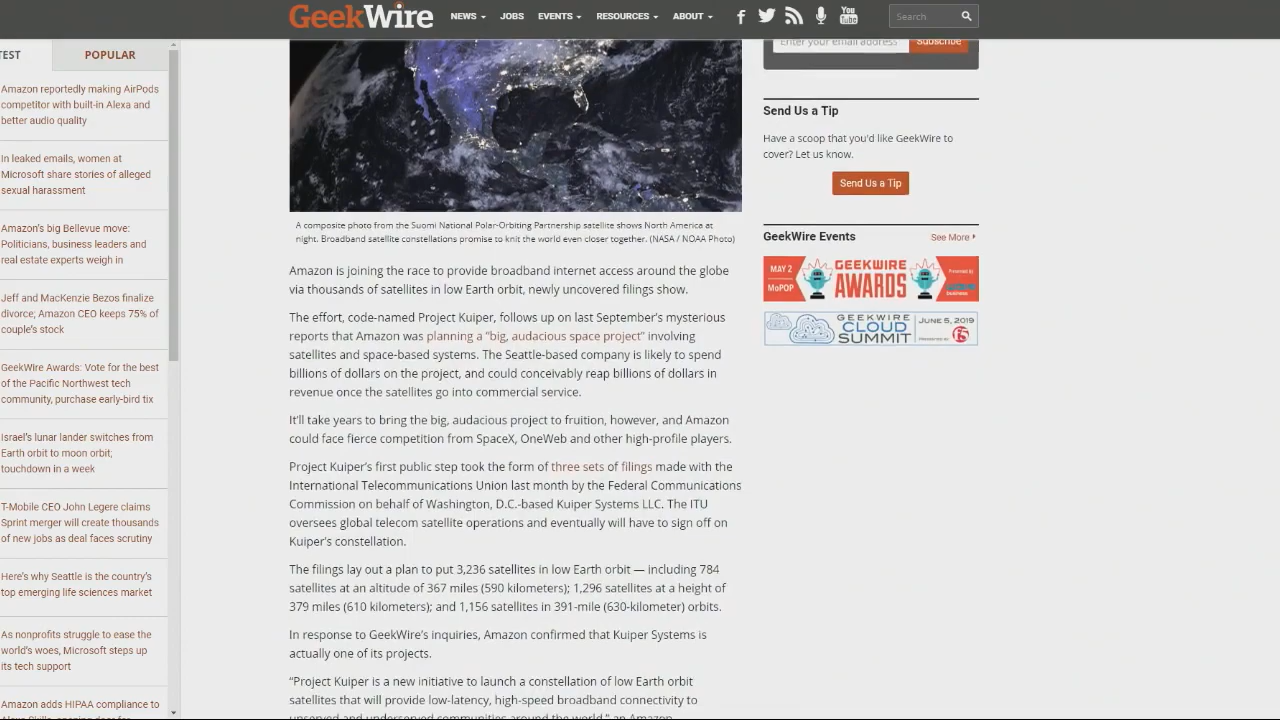 GeekWire
NEWS
JOBS
EVENTS
RESOURCES
ABOUT
You
Tube
Search
TEST
POPULAR
Amazon reportedly making AirPods
competitor with built-in Alexa and
better audio quality
In leaked emails, women at
Microsoft share stories of alleged
sexual harassment
Amazon's big Bellevue move:
Politicians, business leaders and
real estate experts weigh in
Jeff and MacKenzie Bezos finalize
divorce; Amazon CEO keeps 75% of
couple's stock
GeekWire Awards: Vote for the best
of the Pacific Northwest tech
community, purchase early-bird tix
Israel's lunar lander switches from
Earth orbit to moon orbit;
touchdown in a week
T-Mobile CEO John Legere claims
Sprint merger will create thousands
of new jobs as deal faces scrutiny
Here's why Seattle is the country's
top emerging life sciences market
As nonprofits struggle to ease the
world's woes, Microsoft steps up
its tech support
Amazon adds HIPAA compliance to
A composite photo from the Suomi National Polar-Orbiting Partnership satellite shows North America at
night. Broadband satellite constellations promise to knit the world even closer together. (NASA / NOAA Photo)
Amazon is joining the race to provide broadband internet access around the globe
via thousands of satellites in low Earth orbit, newly uncovered filings show.
The effort, code-named Project Kuiper, follows up on last September's mysterious
reports that Amazon was planning a "big, audacious space project" involving
satellites and space-based systems. The Seattle-based company is likely to spend
billions of dollars on the project, and could conceivably reap billions of dollars in
revenue once the satellites go into commercial service.
It'll take years to bring the big, audacious project to fruition, however, and Amazon
could face fierce competition from SpaceX, OneWeb and other high-profile players.
Project Kuiper's first public step took the form of three sets of filings made with the
International Telecommunications Union last month by the Federal Communications
Commission on behalf of Washington, D.C.-based Kuiper Systems LLC. The ITU
oversees global telecom satellite operations and eventually will have to sign off on
Kuiper's constellation.
The filings lay out a plan to put 3,236 satellites in low Earth orbit — including 784
satellites at an altitude of 367 miles (590 kilometers); 1,296 satellites at a height of
379 miles (610 kilometers); and 1,156 satellites in 391-mile (630-kilometer) orbits.
In response to GeekWire's inquiries, Amazon confirmed that Kuiper Systems is
actually one of its projects.
"Project Kuiper is a new initiative to launch a constellation of low Earth orbit
satellites that will provide low-latency, high-speed broadband connectivity to
unserved and underserved communities around the world," an Amazon
Enter your email address
Subscribe
Send Us a Tip
Have a scoop that you'd like GeekWire to
cover? Let us know.
Send Us a Tip
GeekWire Events
See More
MAY 2
MoPOP
GEEKWIRE
AWARDS
Presented by
GEEKWIRE
CLOUD
SUMMIT
JUNE 5, 2019
PRESENTED BY